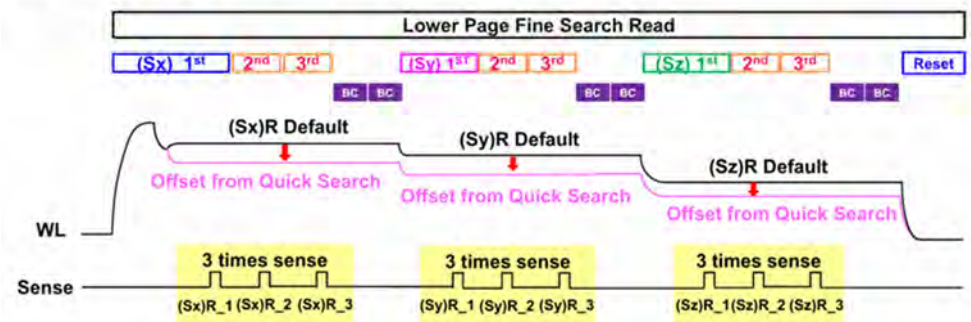 Lower Page Fine Search Read
(Sx) 1st 2nd 3rd (Sy) 1ST 2nd 3rd (Sz) 1st 2nd 3rd Reset
BC BC BC BC BC BC
(Sx)R Default
(Sy)R Default
(Sz)R Default
Offset from Quick Search
Offset from Quick Search
Offset from Quick Search
WL
3 times sense 3 times sense 3 times sense
Sense
(Sx)R_1 (Sx)R_2 (Sx)R_3 (Sy)R_1 (Sy)R_2 (Sy)R_3 (Sz)R_1 (Sz)R_2 (Sz)R_3